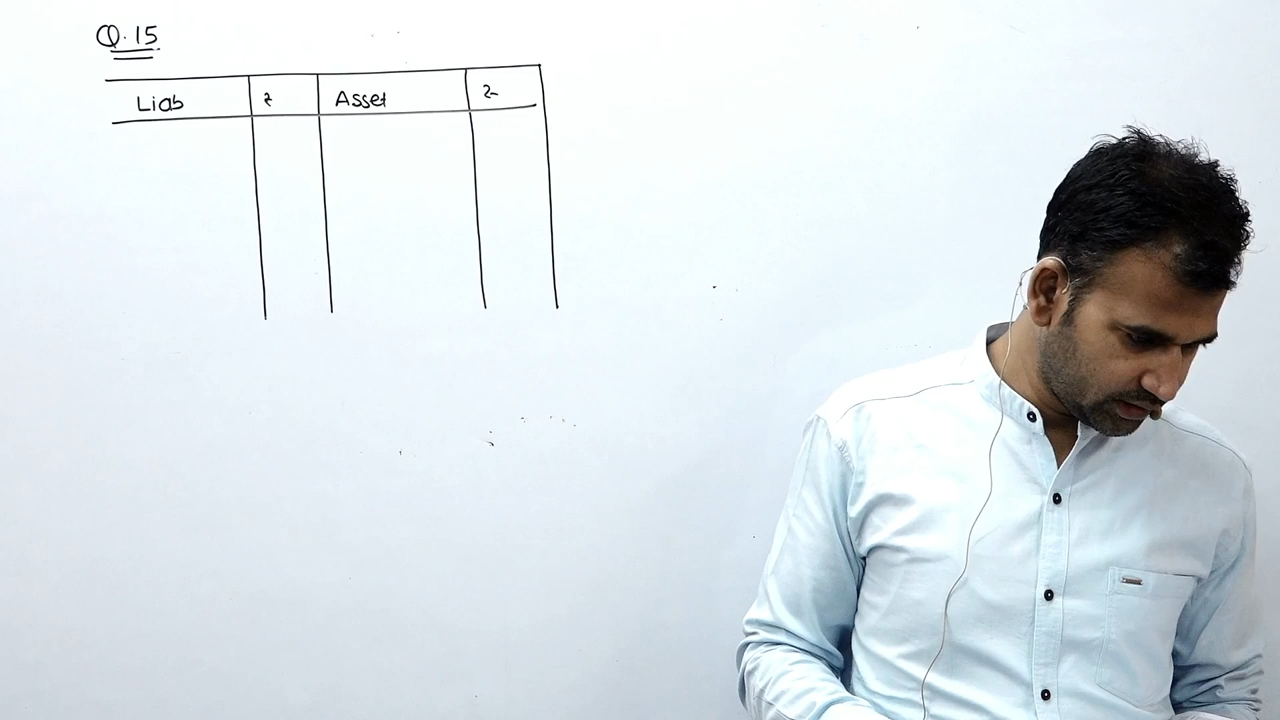 Q.15
Liab ₹ Asset ₹